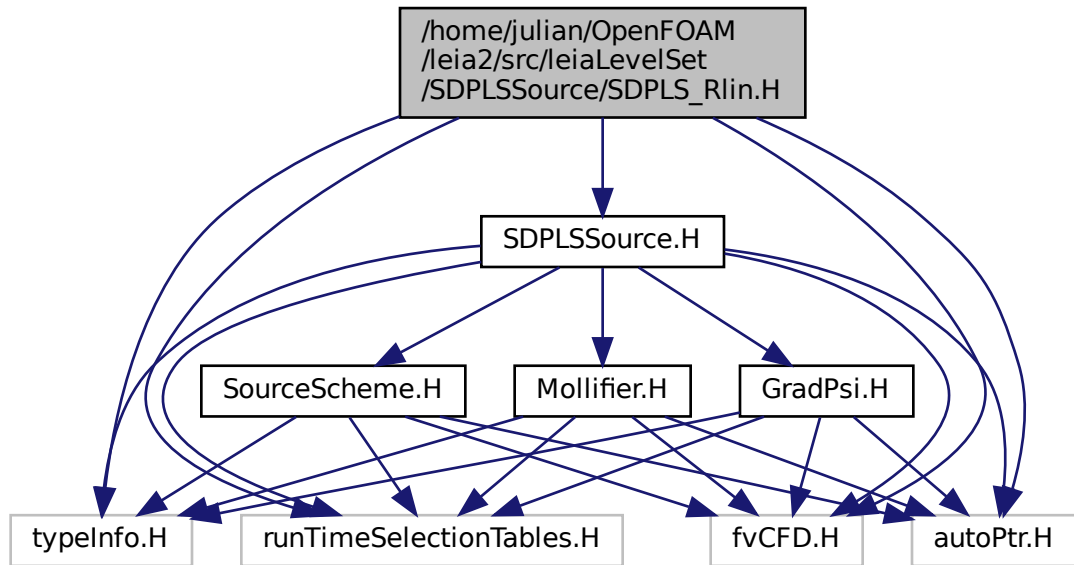 /home/julian/OpenFOAM
/leia2/src/leiaLevelSet
/SDPLSSource/SDPLS_Rlin.H
SDPLSSource.H
SourceScheme.H
Mollifier.H
GradPsi.H
typeInfo.H
runTimeSelectionTables.H
fvCFD.H
autoPtr.H